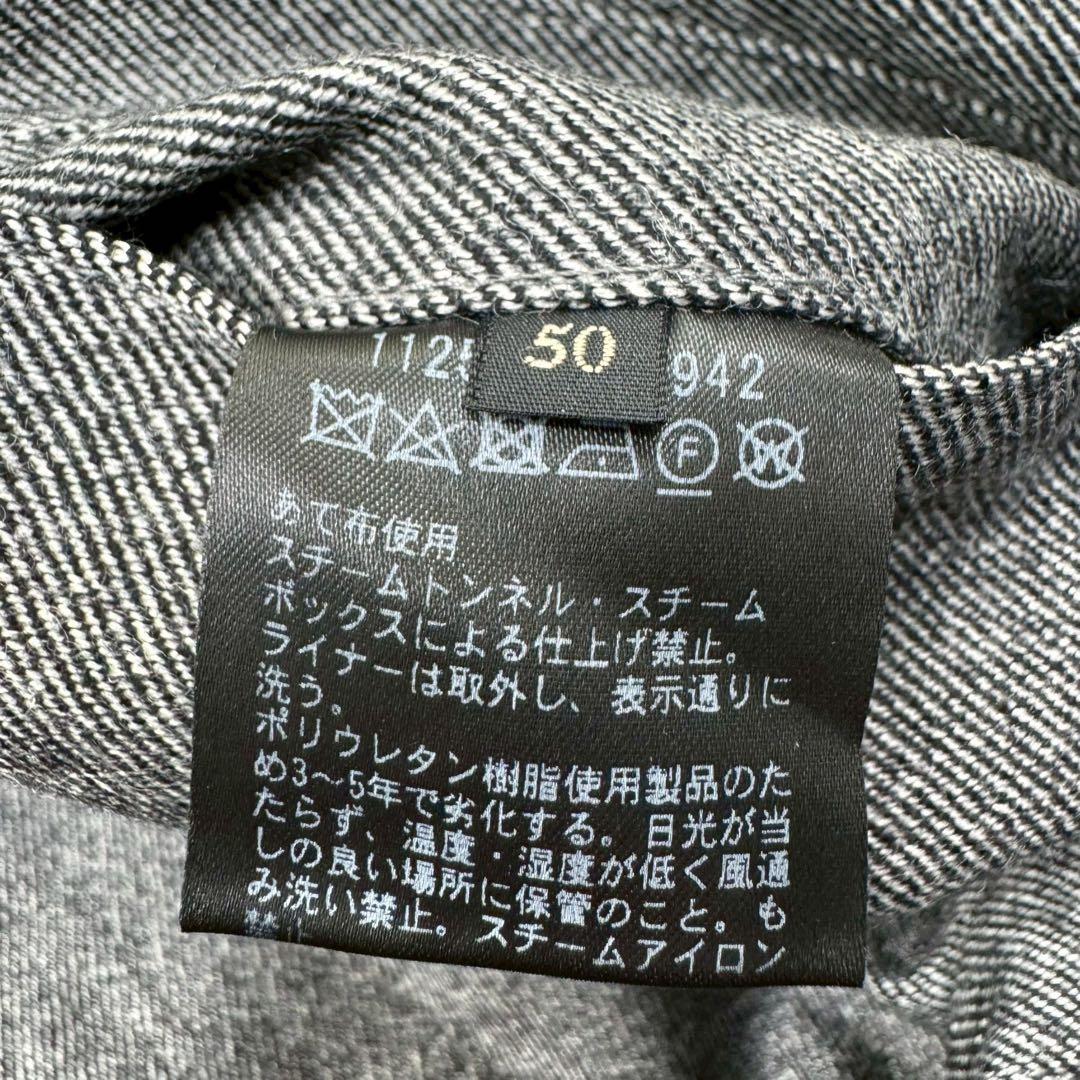 50
942
F
W
あて布使用
スチームトンネル・スチーム
ボックスによる仕上げ禁止。
ライナーは取外し、表示通りに
洗う。
ポリウレタン樹脂使用製品のた
め3〜5年で劣化する。日光が当
たらず、温度・湿度が低く風通
しの良い場所に保管のこと。も
み洗い禁止。スチームアイロン